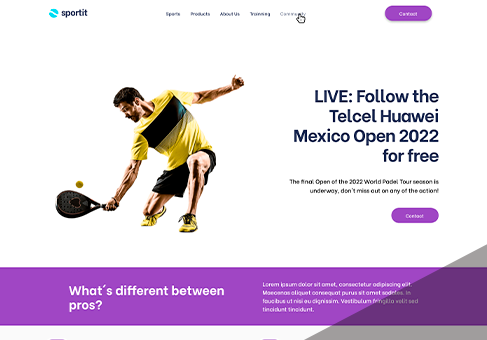 sportit
Sports Products About Us Training Community
Contact
LIVE: Follow the
Telcel Huawei
Mexico Open 2022
for free
The final Open of the 2022 World Padel Tour season is
underway, don't miss out on any of the action!
Contact
What´s different between
pros?
Lorem ipsum dolor sit amet, consectetur adipiscing elit.
Maecenas aliquet consequat purus sit amet sodales. In
faucibus ut nisi eu dignissim. Vestibulum fringilla velit sed
tincidunt tincidunt.